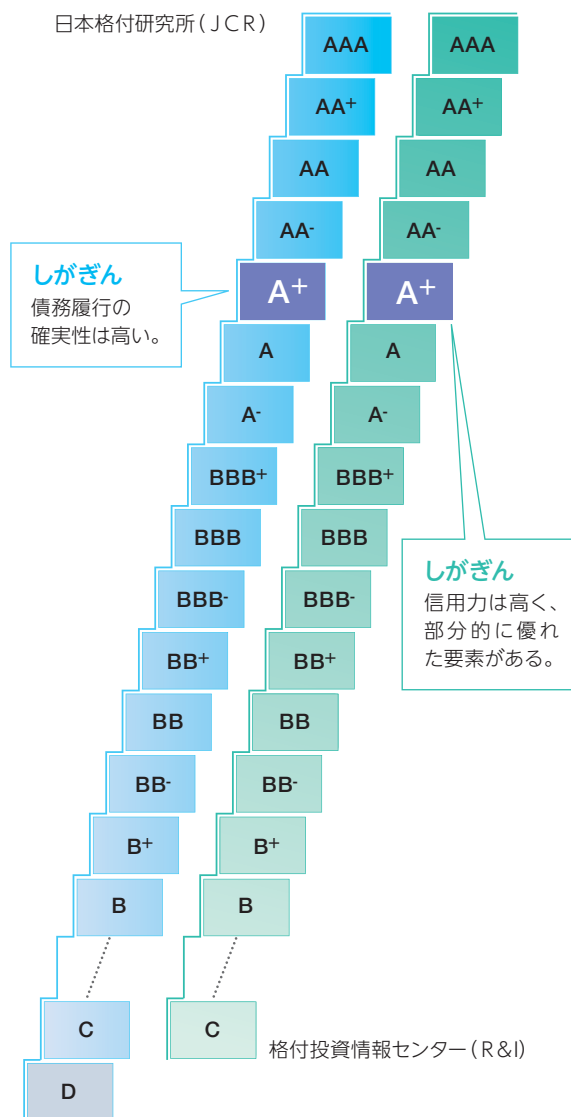 日本格付研究所(JCR)
AAA
AA+
AA
AA-
A+
A
A-
BBB+
BBB
BBB-
BB+
BB
BB-
B+
B
C
D
しがぎん
債務履行の
確実性は高い。
AAA
AA+
AA
AA-
A+
A
A-
BBB+
BBB
BBB-
BB+
BB
BB-
B+
B
C
しがぎん
信用力は高く、
部分的に優れ
た要素がある。
格付投資情報センター(R&I)